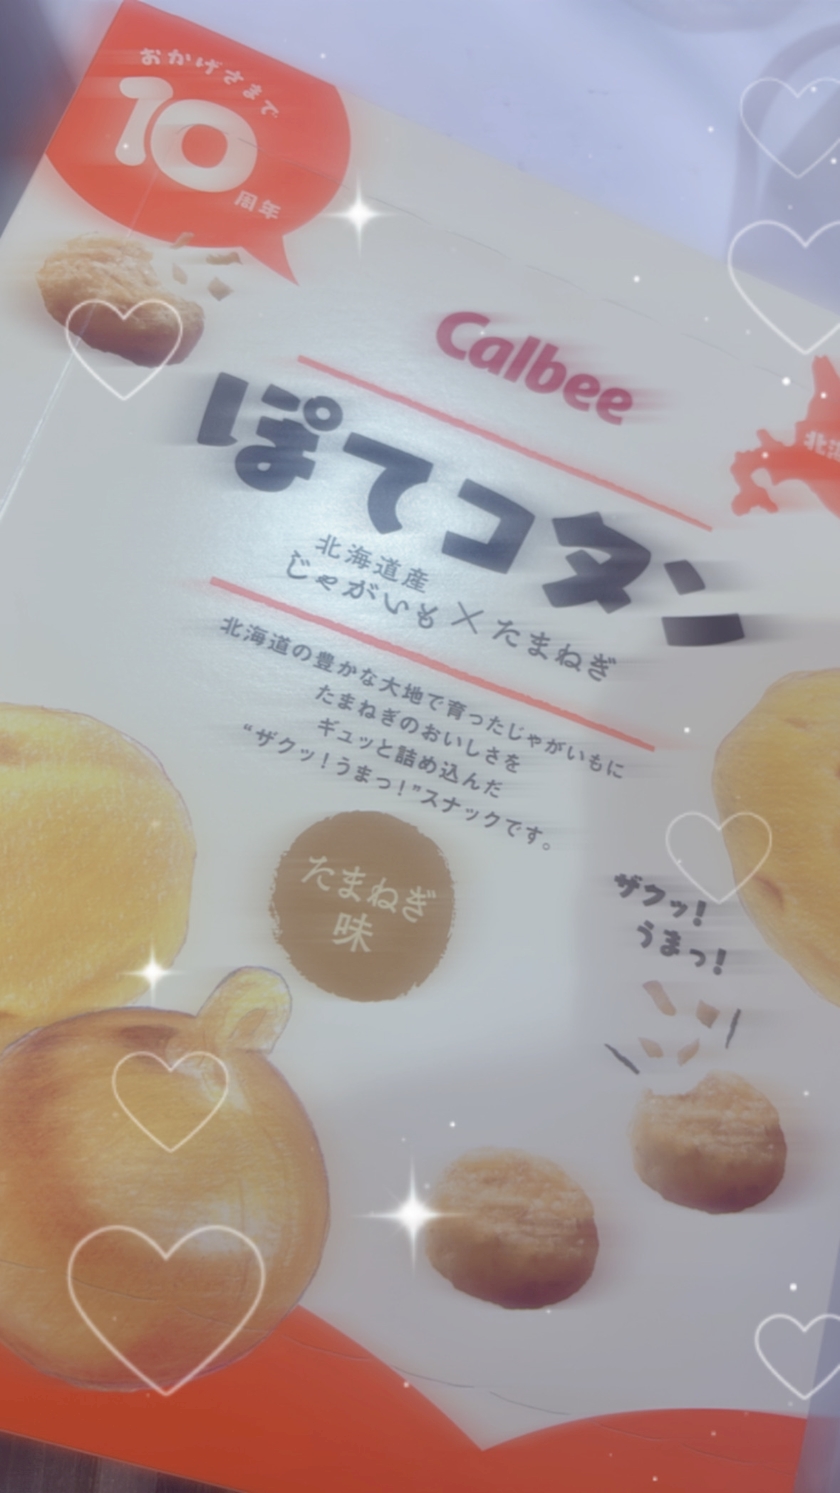 おかげさまで
10
周年
Calbee
北海
ぽてコタン
北海道産
じゃがいも×たまねぎ
北海道の豊かな大地で育ったじゃがいもに
たまねぎのおいしさを
ギュッと詰め込んだ
“ザクッ!うまっ!”スナックです。
たまねぎ
味
ザクッ!
うまっ!